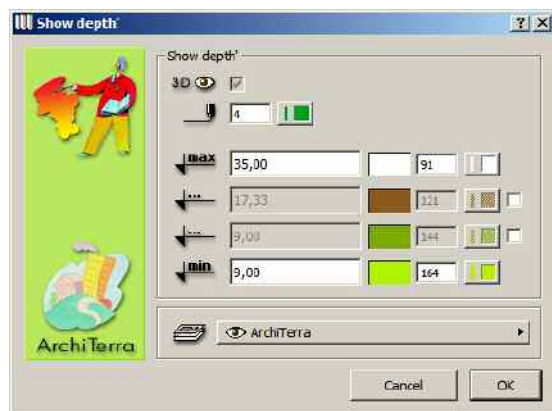 Show depth'
? ×
Show depth'
3D
4
max 35,00 91
... 17,33 121
... 9,00 144
min 9,00 164
ArchiTerra
ArchiTerra
Cancel OK